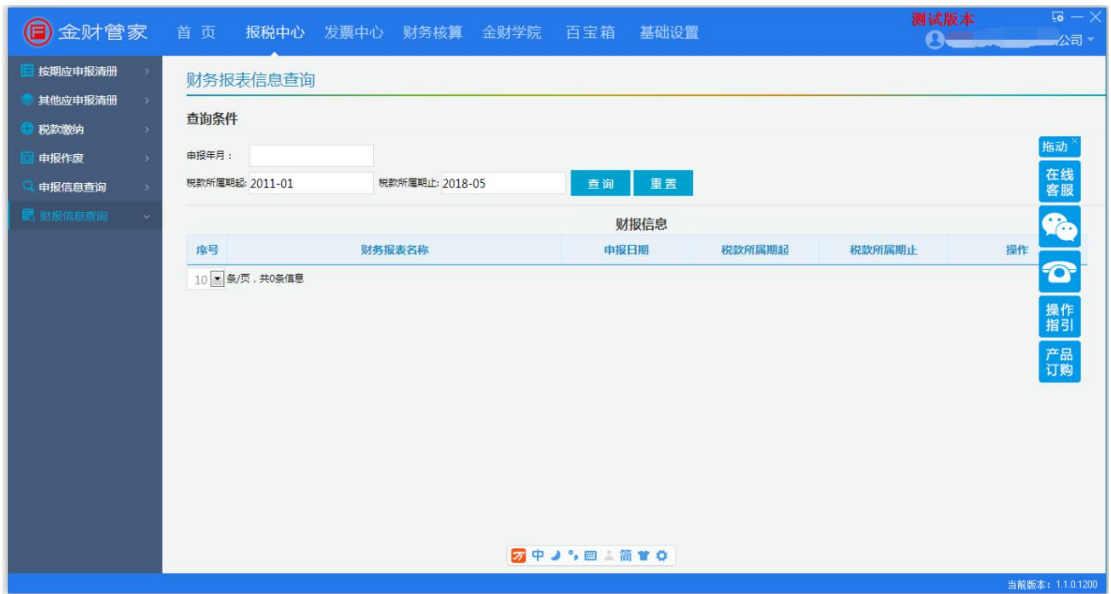 测试版本
金财管家 首 页 报税中心 发票中心 财务核算 金财学院 百宝箱 基础设置
公司
按期应申报清册
其他应申报清册
税款缴纳
申报作废
申报信息查询
财报信息查询
财务报表信息查询
查询条件
申报年月：
税款所属期起: 2011-01 税款所属期止: 2018-05 查 询 重 置
财报信息
序号 财务报表名称 申报日期 税款所属期起 税款所属期止 操作
10 条/页，共0条信息
拖动
在线
客服
操作
指引
产品
订购
中 简
当前版本：1.1.0.1200